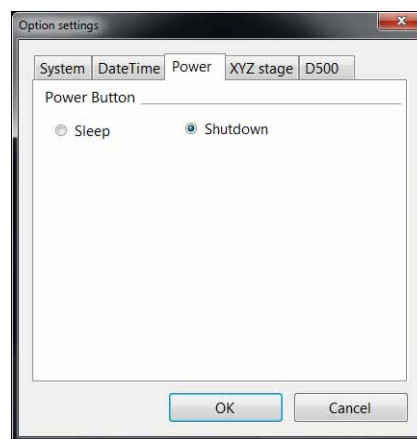 Option settings
System DateTime Power XYZ stage D500
Power Button
Sleep Shutdown
OK Cancel